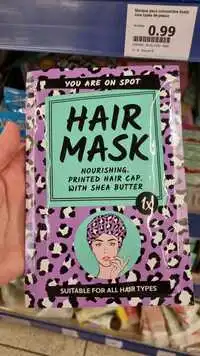 0.99
YOU ARE ON SPOT
HAIR
MASK
NOURISHING.
PRINTED HAIR CAP.
WITH SHEA BUTTER
1x
SUITABLE FOR ALL HAIR TYPES